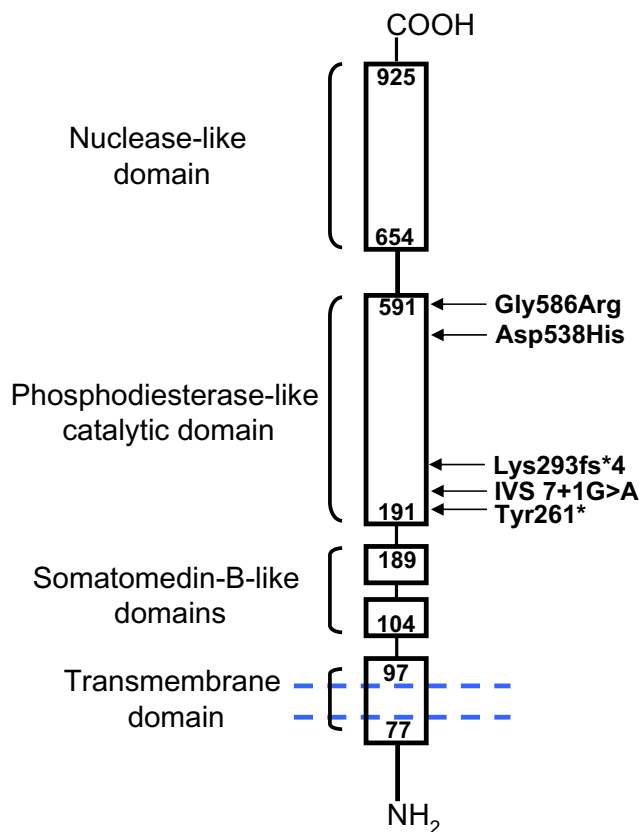 COOH
925
Nuclease-like
domain
654
591
Gly586Arg
Asp538His
Phosphodiesterase-like
catalytic domain
Lys293fs*4
IVS 7+1G>A
Tyr261*
191
189
Somatomedin-B-like
domains
104
97
Transmembrane
domain
77
NH2